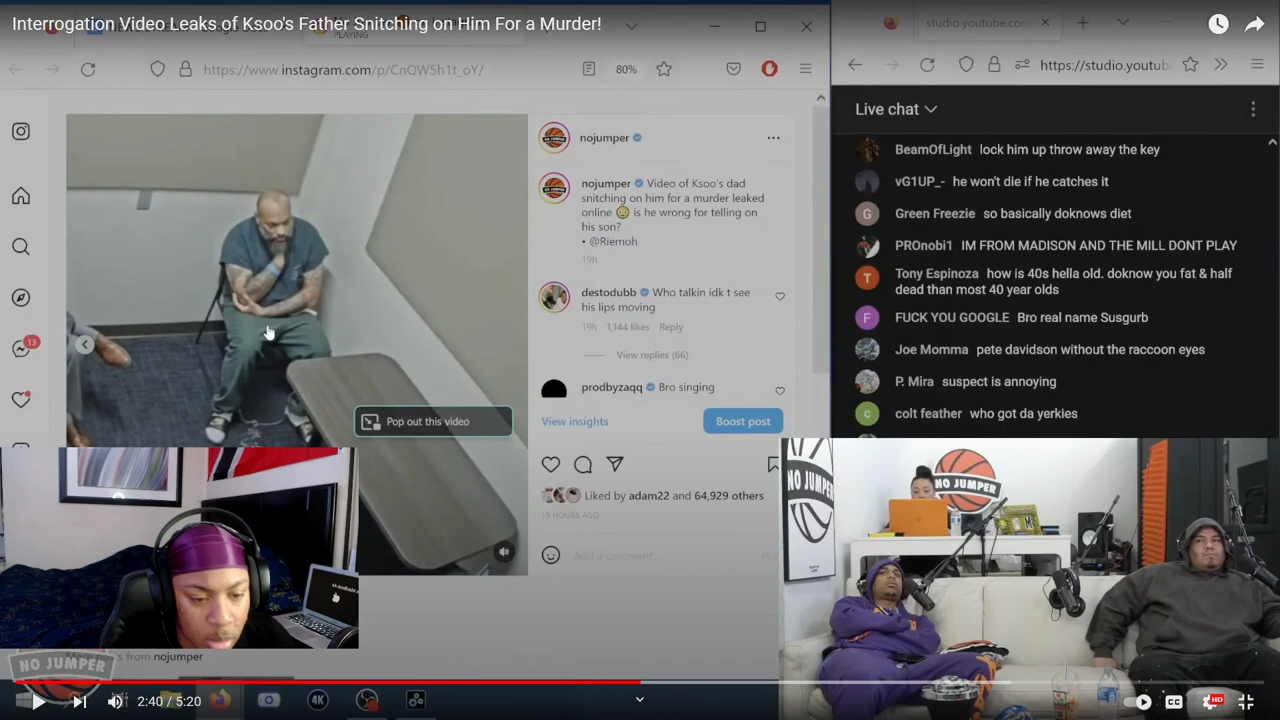 Interrogation Video Leaks of Ksoo's Father Snitching on Him For a Murder!
PLAYING
studio.youtube.com
https://www.instagram.com/p/CnQW5h1t_oY/
80%
https://studio.youtub
nojumper
nojumper Video of Ksoo's dad
snitching on him for a murder leaked
online 😳 is he wrong for telling on
his son?
• @Riemoh
19h
destodubb Who talkin idk t see
his lips moving
19h 1,144 likes Reply
View replies (66)
prodbyzaqq Bro singing
View insights
Boost post
Liked by adam22 and 64,929 others
19 HOURS AGO
Add a comment...
Pop out this video
13
Live chat
BeamOfLight lock him up throw away the key
vG1UP_- he won't die if he catches it
G
Green Freezie so basically doknows diet
PROnobi1 IM FROM MADISON AND THE MILL DONT PLAY
T
Tony Espinoza how is 40s hella old. doknow you fat & half
dead than most 40 year olds
F
FUCK YOU GOOGLE Bro real name Susgurb
Joe Momma pete davidson without the raccoon eyes
P. Mira suspect is annoying
C
colt feather who got da yerkies
NO JUMPER
NO JUMPER
posts from nojumper
NO JUMPER
4K
2:40 / 5:20
CC
HD